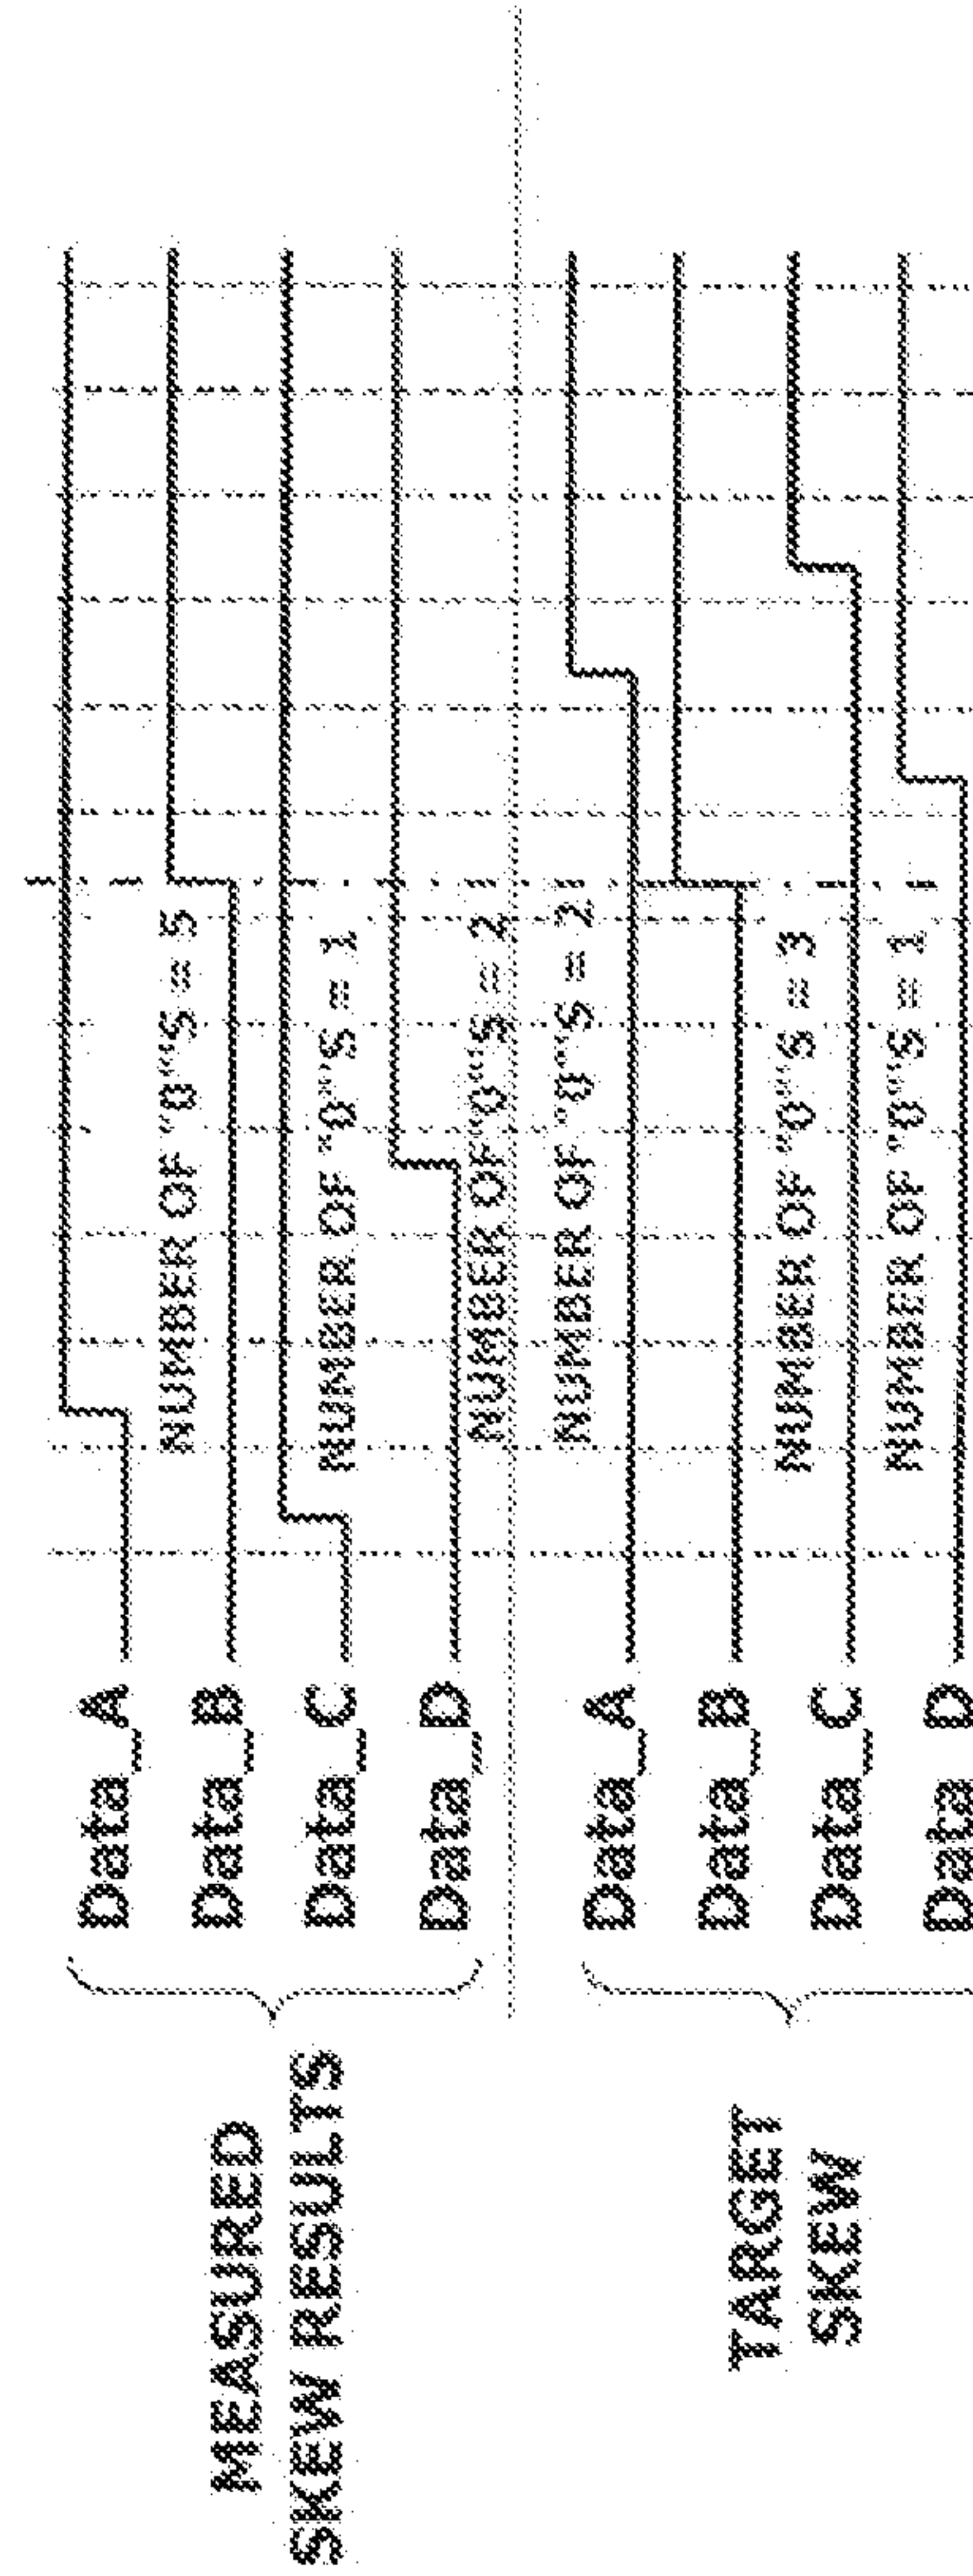 MEASURED
SKEW RESULTS
Data_A
Data_B
NUMBER OF "0"'S = 5
Data_C
NUMBER OF "0"'S = 1
Data_D
NUMBER OF "0"'S = 2
TARGET
SKEW
NUMBER OF "0"'S = 2
Data_A
Data_B
NUMBER OF "0"'S = 3
Data_C
NUMBER OF "0"'S = 1
Data D